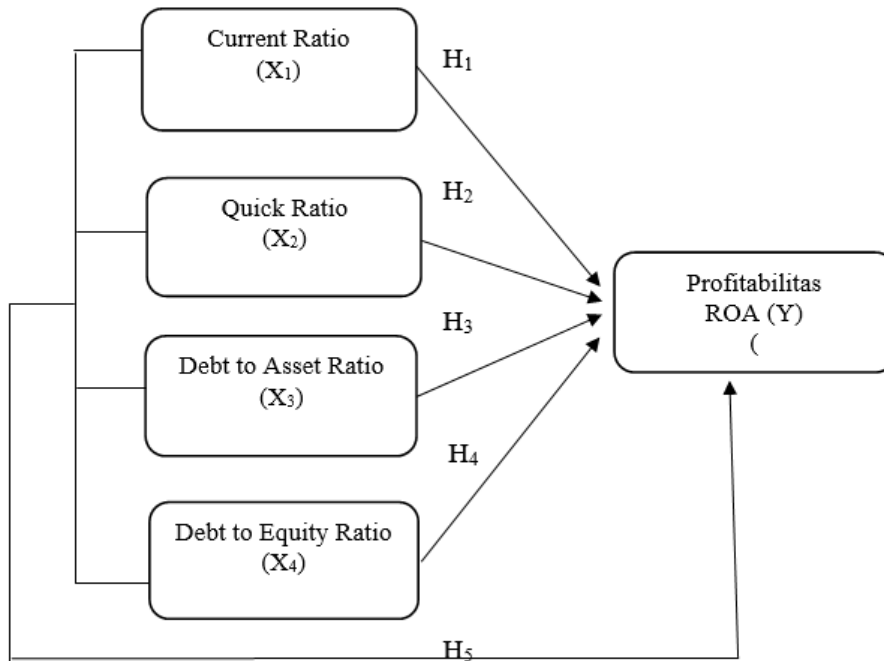 Current Ratio
(X₁)
H₁
Quick Ratio
(X₂)
H₂
Profitabilitas
ROA (Y)
(
Debt to Asset Ratio
(X₃)
H₃
H₄
Debt to Equity Ratio
(X₄)
H₅